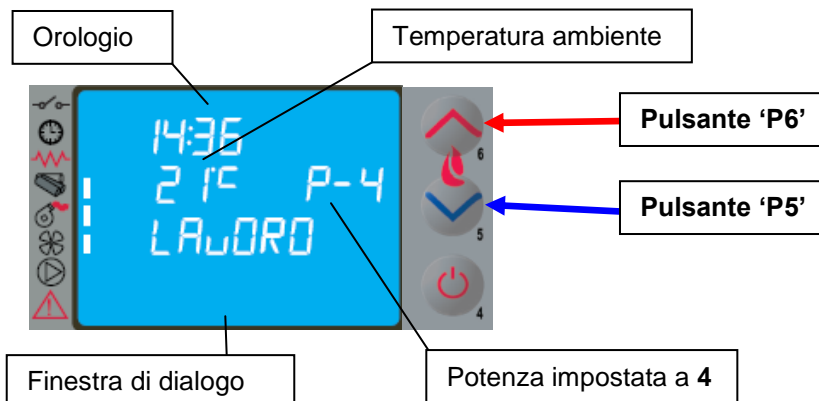 Orologio
Temperatura ambiente
14:36
21°C P-4
LAVORO
6
5
4
Pulsante ‘P6’
Pulsante ‘P5’
Finestra di dialogo
Potenza impostata a 4